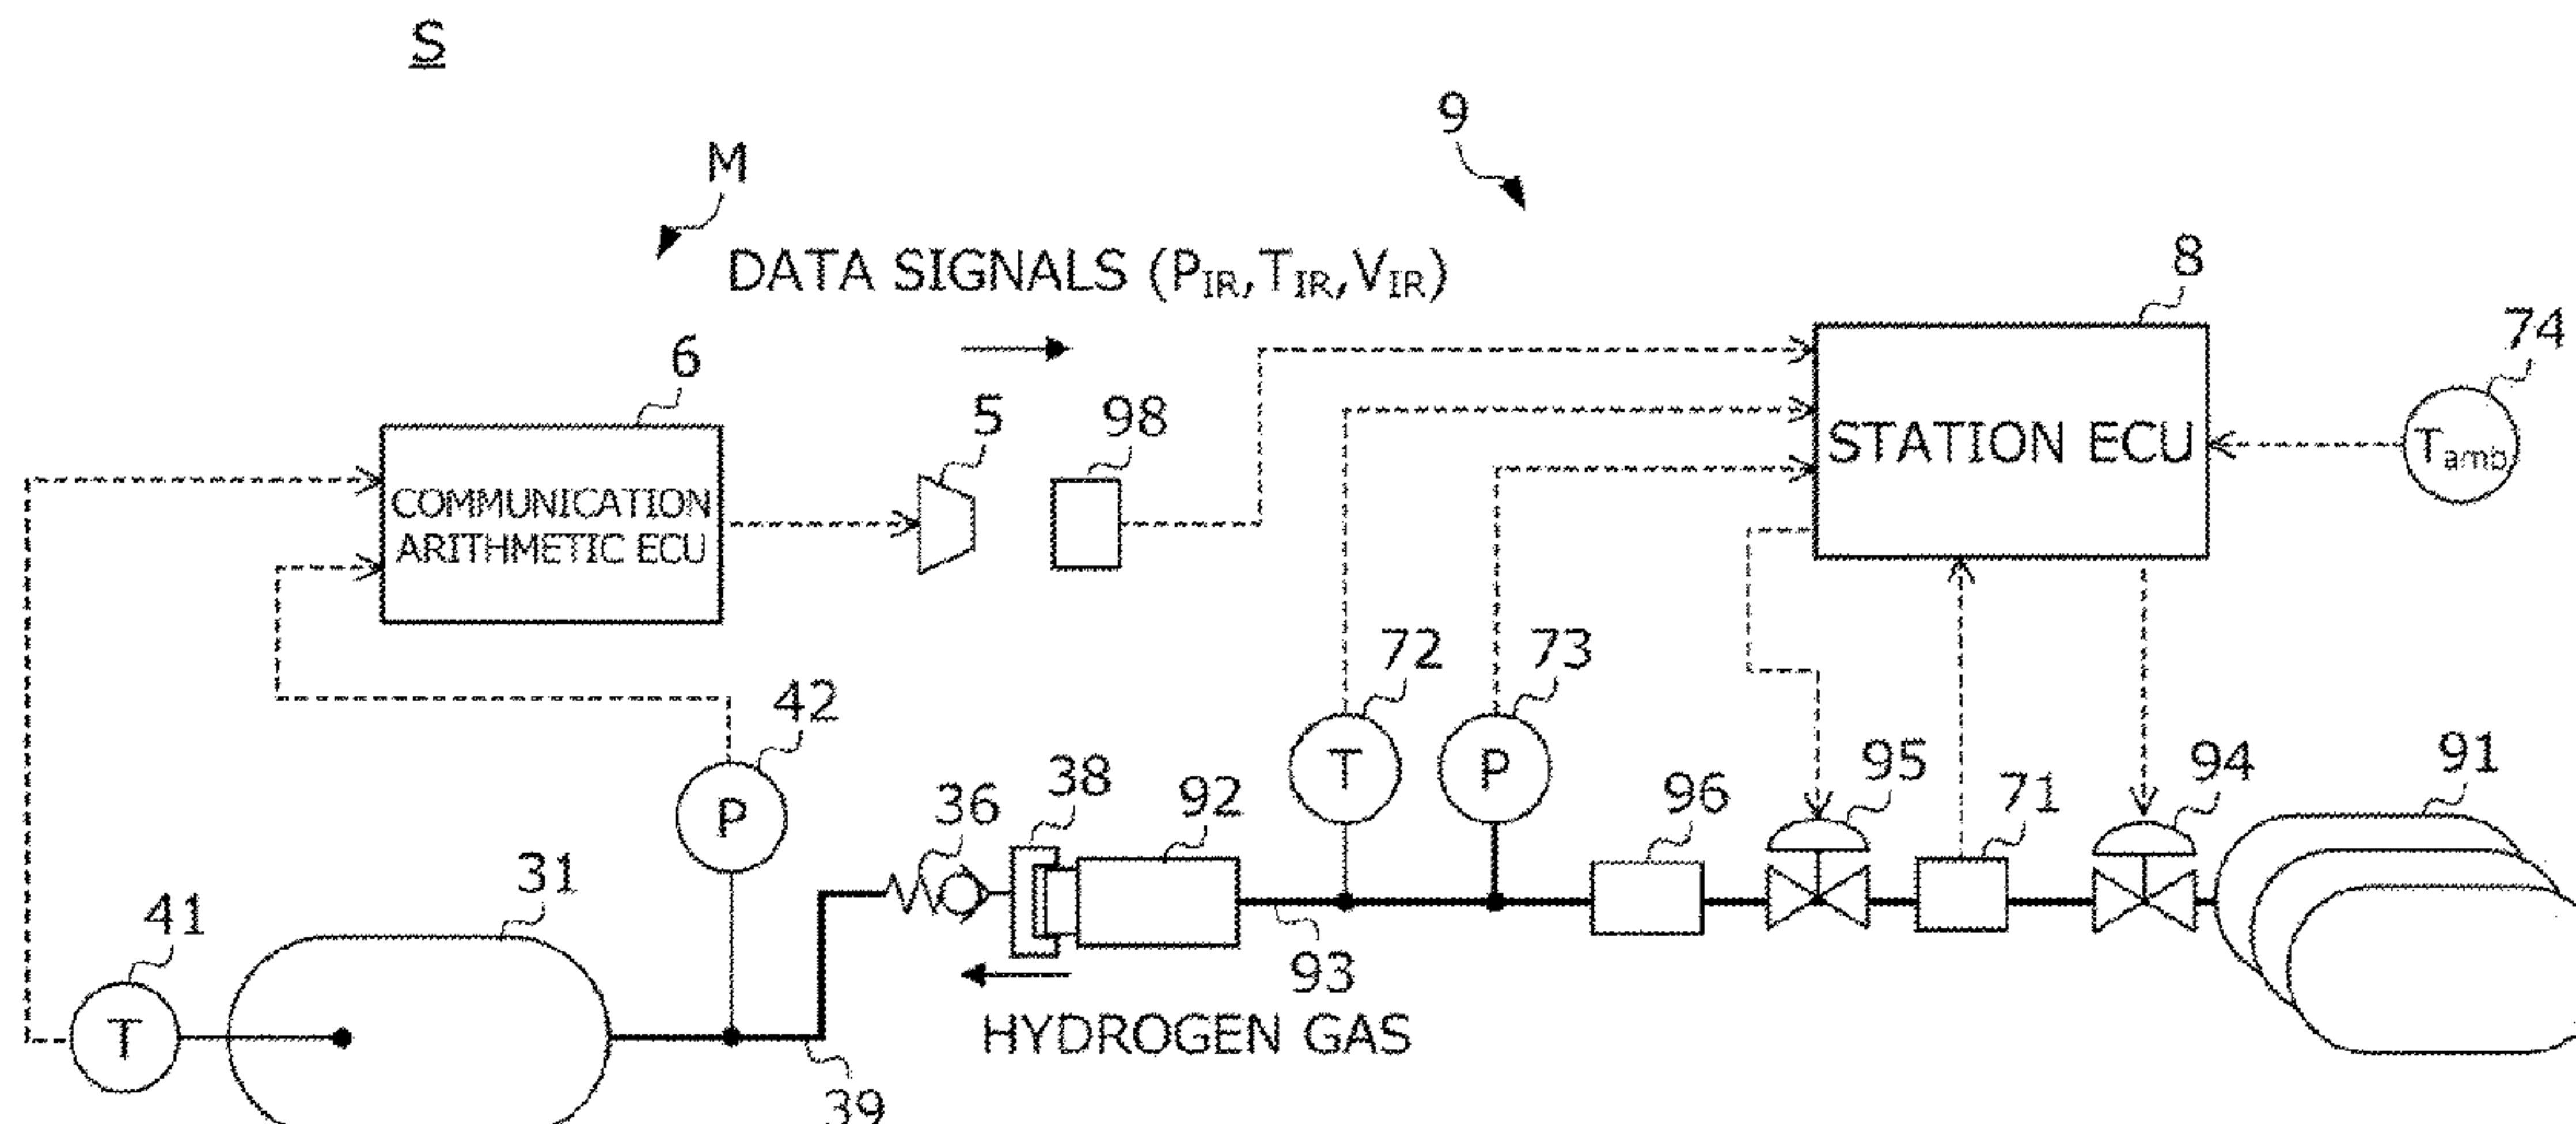 S
9
M
DATA SIGNALS (PIR,TIR,VIR)
8
74
6
5
98
STATION ECU
Tamb
COMMUNICATION
ARITHMETIC ECU
72
73
42
T
P
95
94
91
38
92
36
96
71
P
31
41
93
T
HYDROGEN GAS
39